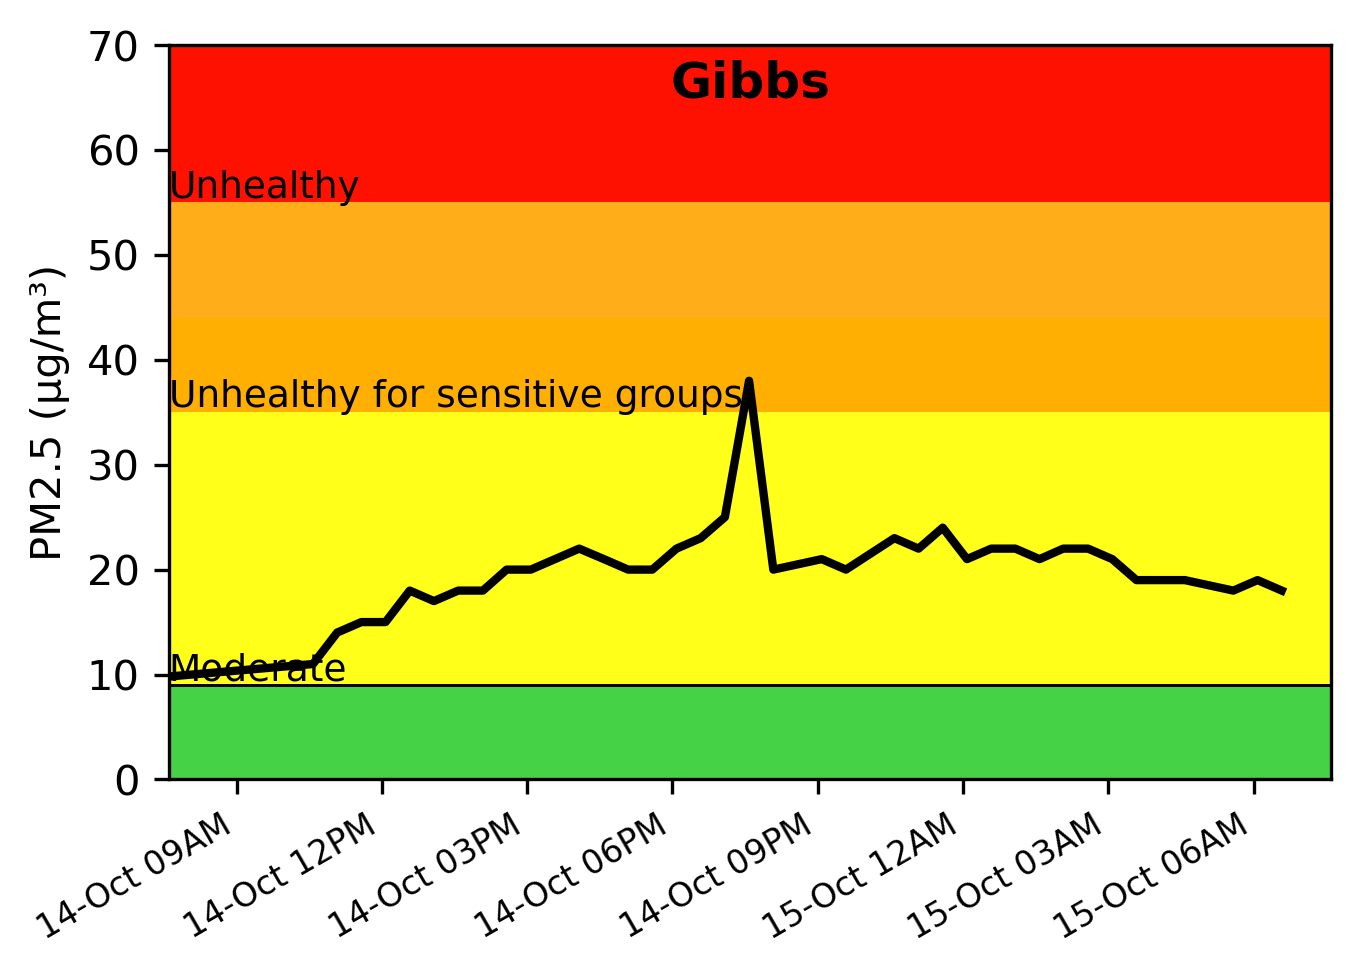 Gibbs
PM2.5 (µg/m³)
70
60
50
40
30
20
10
0
Unhealthy
Unhealthy for sensitive groups
Moderate
14-Oct 09AM
14-Oct 12PM
14-Oct 03PM
14-Oct 06PM
14-Oct 09PM
15-Oct 12AM
15-Oct 03AM
15-Oct 06AM